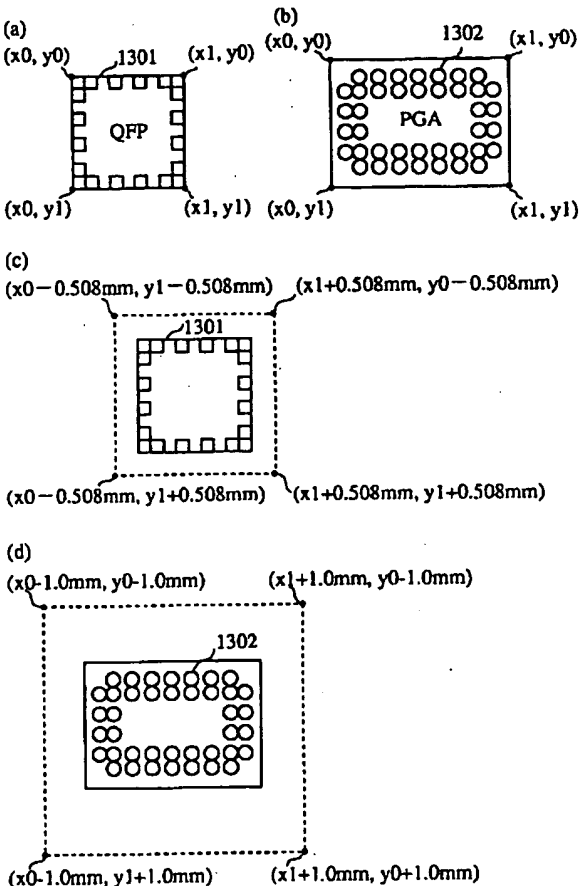 (a)
(x0, y0)
1301
(x1, y0)
QFP
(x0, y1)
(x1, y1)
(b)
(x0, y0)
1302
(x1, y0)
PGA
(x0, y1)
(x1, y1)
(c)
(x0－0.508mm, y1－0.508mm)
(x1+0.508mm, y0－0.508mm)
1301
(x0－0.508mm, y1+0.508mm)
(x1+0.508mm, y1+0.508mm)
(d)
(x0-1.0mm, y0-1.0mm)
(x1+1.0mm, y0-1.0mm)
1302
(x0-1.0mm, y1+1.0mm)
(x1+1.0mm, y0+1.0mm)